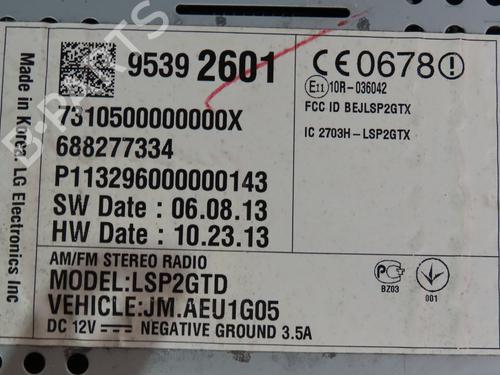 9539 2601
7310500000000X
688277334
P113296000000143
SW Date : 06.08.13
HW Date : 10.23.13
CE0678
E11 10R-036042
FCC ID BEJLSP2GTX
IC 2703H-LSP2GTX
AM/FM STEREO RADIO
MODEL:LSP2GTD
VEHICLE:JM.AEU1G05
DC 12V NEGATIVE GROUND 3.5A
PC
BZ03
001
Made in Korea, LG Electronics Inc
B-PARTS